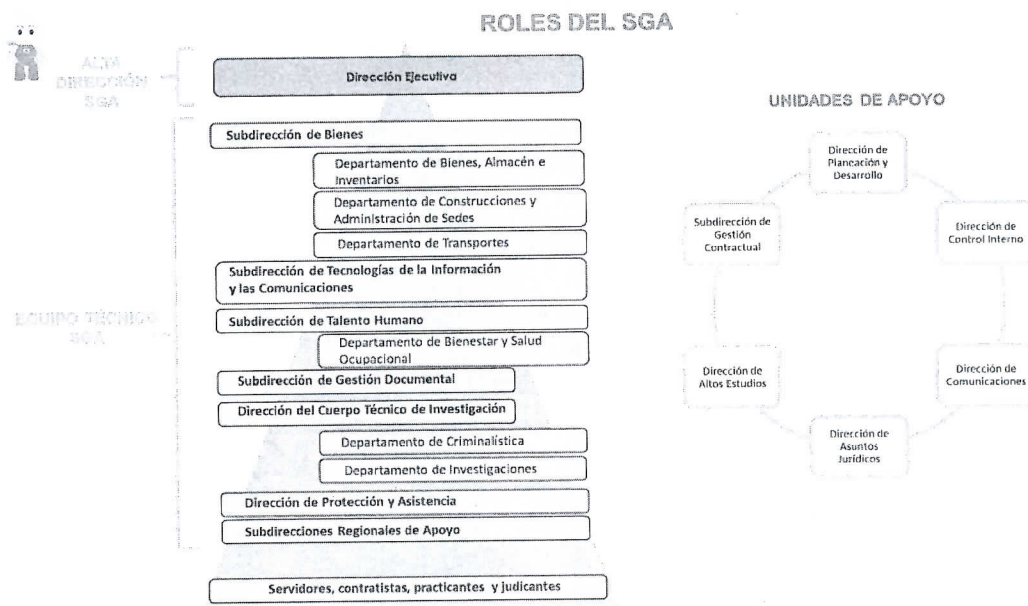 ROLES DEL SGA
ALTA
DIRECCIÓN
SGA
Dirección Ejecutiva
EQUIPO TÉCNICO
SGA
Subdirección de Bienes
Departamento de Bienes, Almacén e
Inventarios
Departamento de Construcciones y
Administración de Sedes
Departamento de Transportes
Subdirección de Tecnologías de la Información
y las Comunicaciones
Subdirección de Talento Humano
Departamento de Bienestar y Salud
Ocupacional
Subdirección de Gestión Documental
Dirección del Cuerpo Técnico de Investigación
Departamento de Criminalística
Departamento de Investigaciones
Dirección de Protección y Asistencia
Subdirecciones Regionales de Apoyo
Servidores, contratistas, practicantes y judicantes
UNIDADES DE APOYO
Dirección de
Planeación y
Desarrollo
Dirección de
Control Interno
Dirección de
Comunicaciones
Dirección de
Asuntos
Jurídicos
Dirección de
Altos Estudios
Subdirección de
Gestión
Contractual